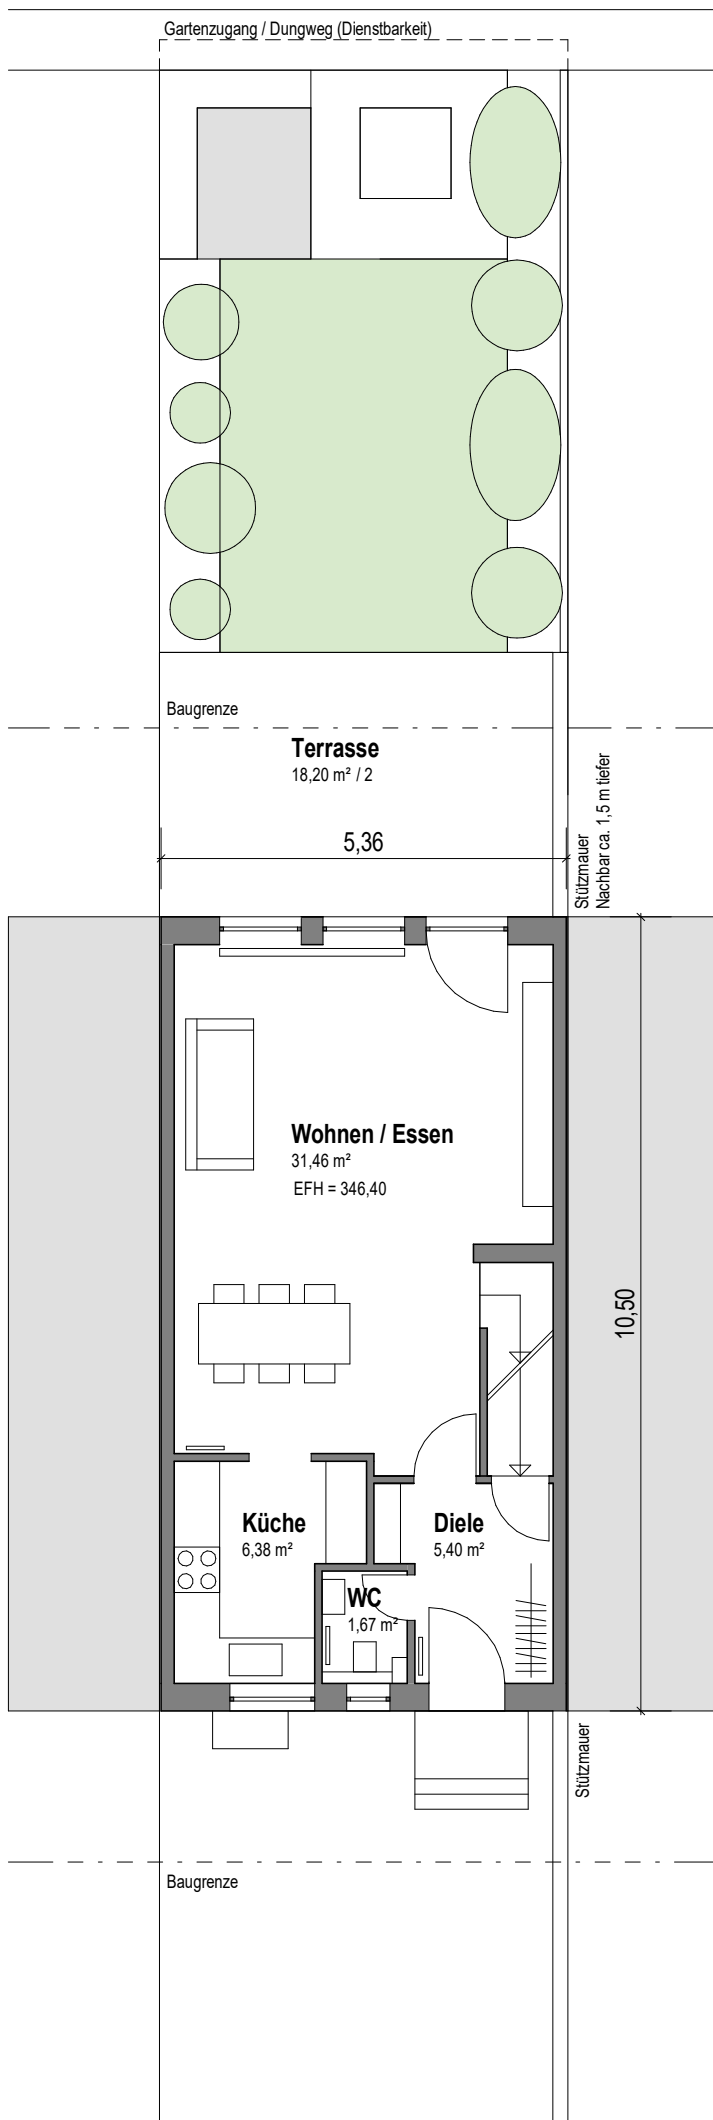 Gartenzugang / Dungweg (Dienstbarkeit)
Baugrenze
Terrasse
18,20 m² / 2
5,36
Stützmauer
Nachbar ca. 1,5 m tiefer
Wohnen / Essen
31,46 m²
EFH = 346,40
10,50
Küche
6,38 m²
Diele
5,40 m²
WC
1,67 m²
Stützmauer
Baugrenze